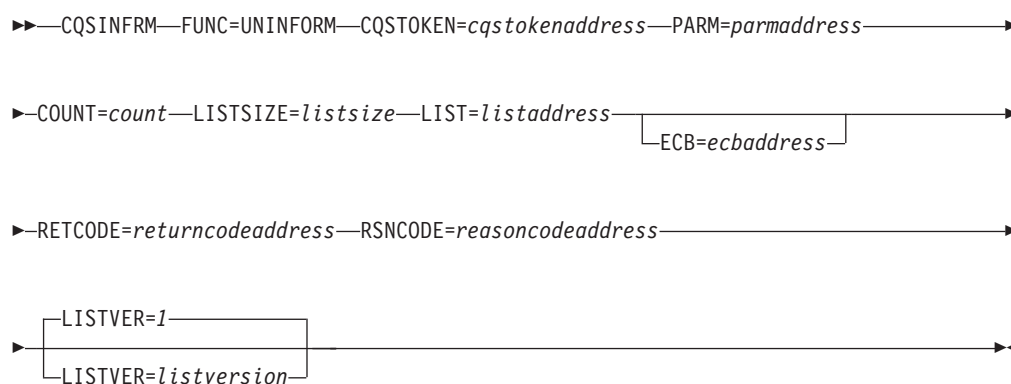 CQSINFRM FUNC=UNINFORM CQSTOKEN=cqstokenaddress PARM=parmaddress
COUNT=count LISTSIZE=listsize LIST=listaddress
ECB=ecbaddress
RETCODE=returncodeaddress RSNCODE=reasoncodeaddress
LISTVER=1
LISTVER=listversion